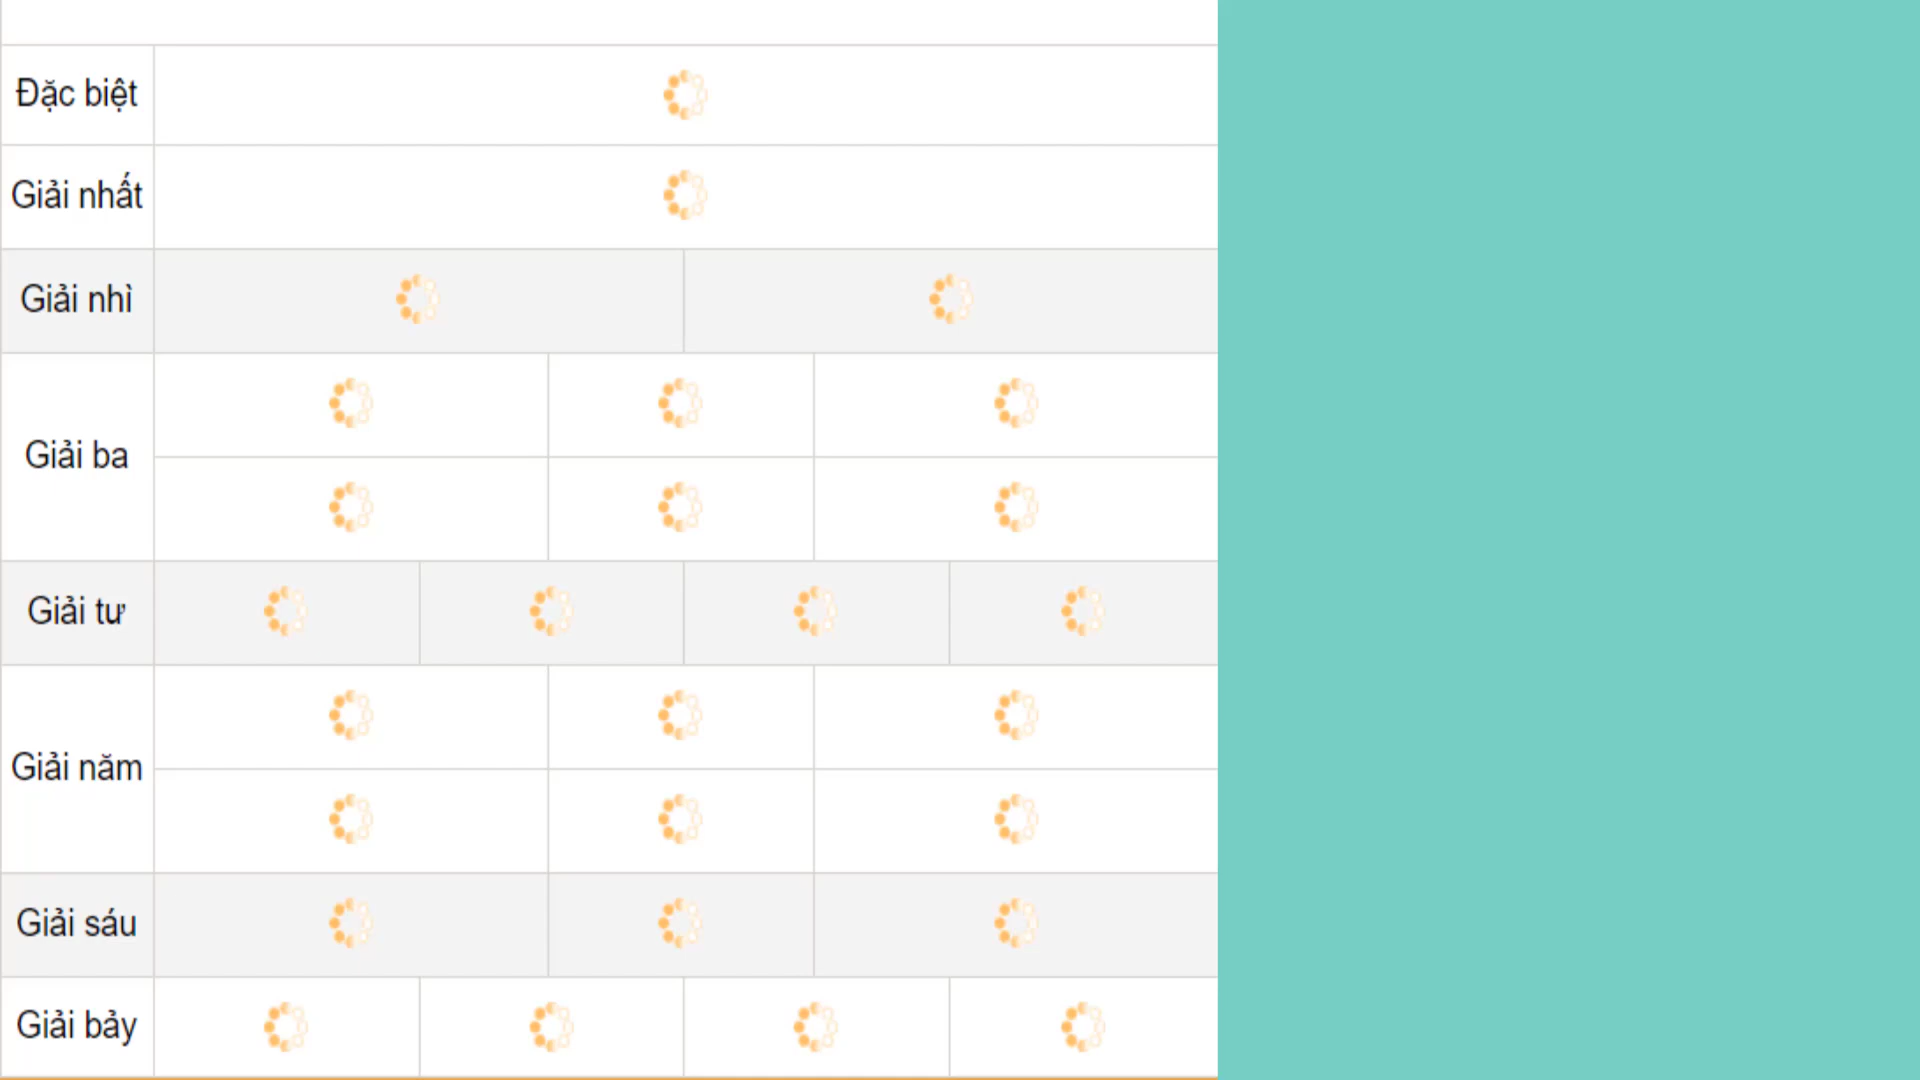 Đặc biệt
Giải nhất
Giải nhì
Giải ba
Giải tư
Giải năm
Giải sáu
Giải bảy